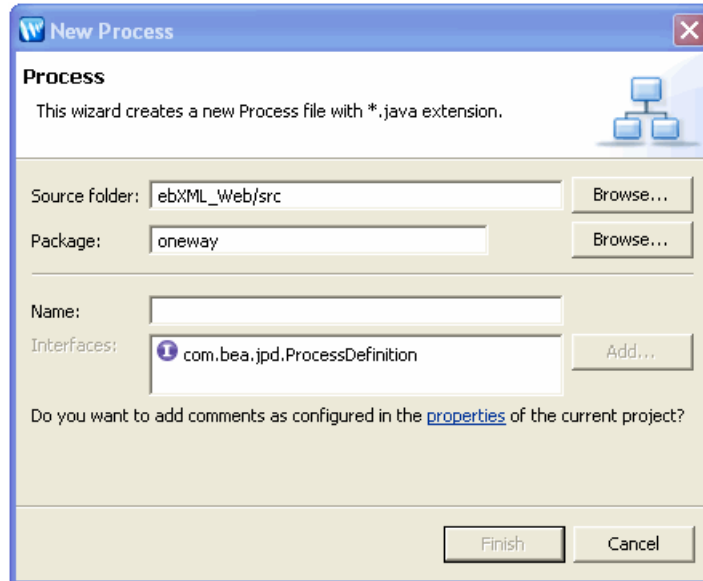 New Process
Process
This wizard creates a new Process file with *.java extension.
Source folder: ebXML_Web/src Browse...
Package: oneway Browse...
Name:
Interfaces: I com.bea.jpd.ProcessDefinition Add...
Do you want to add comments as configured in the properties of the current project?
Finish Cancel